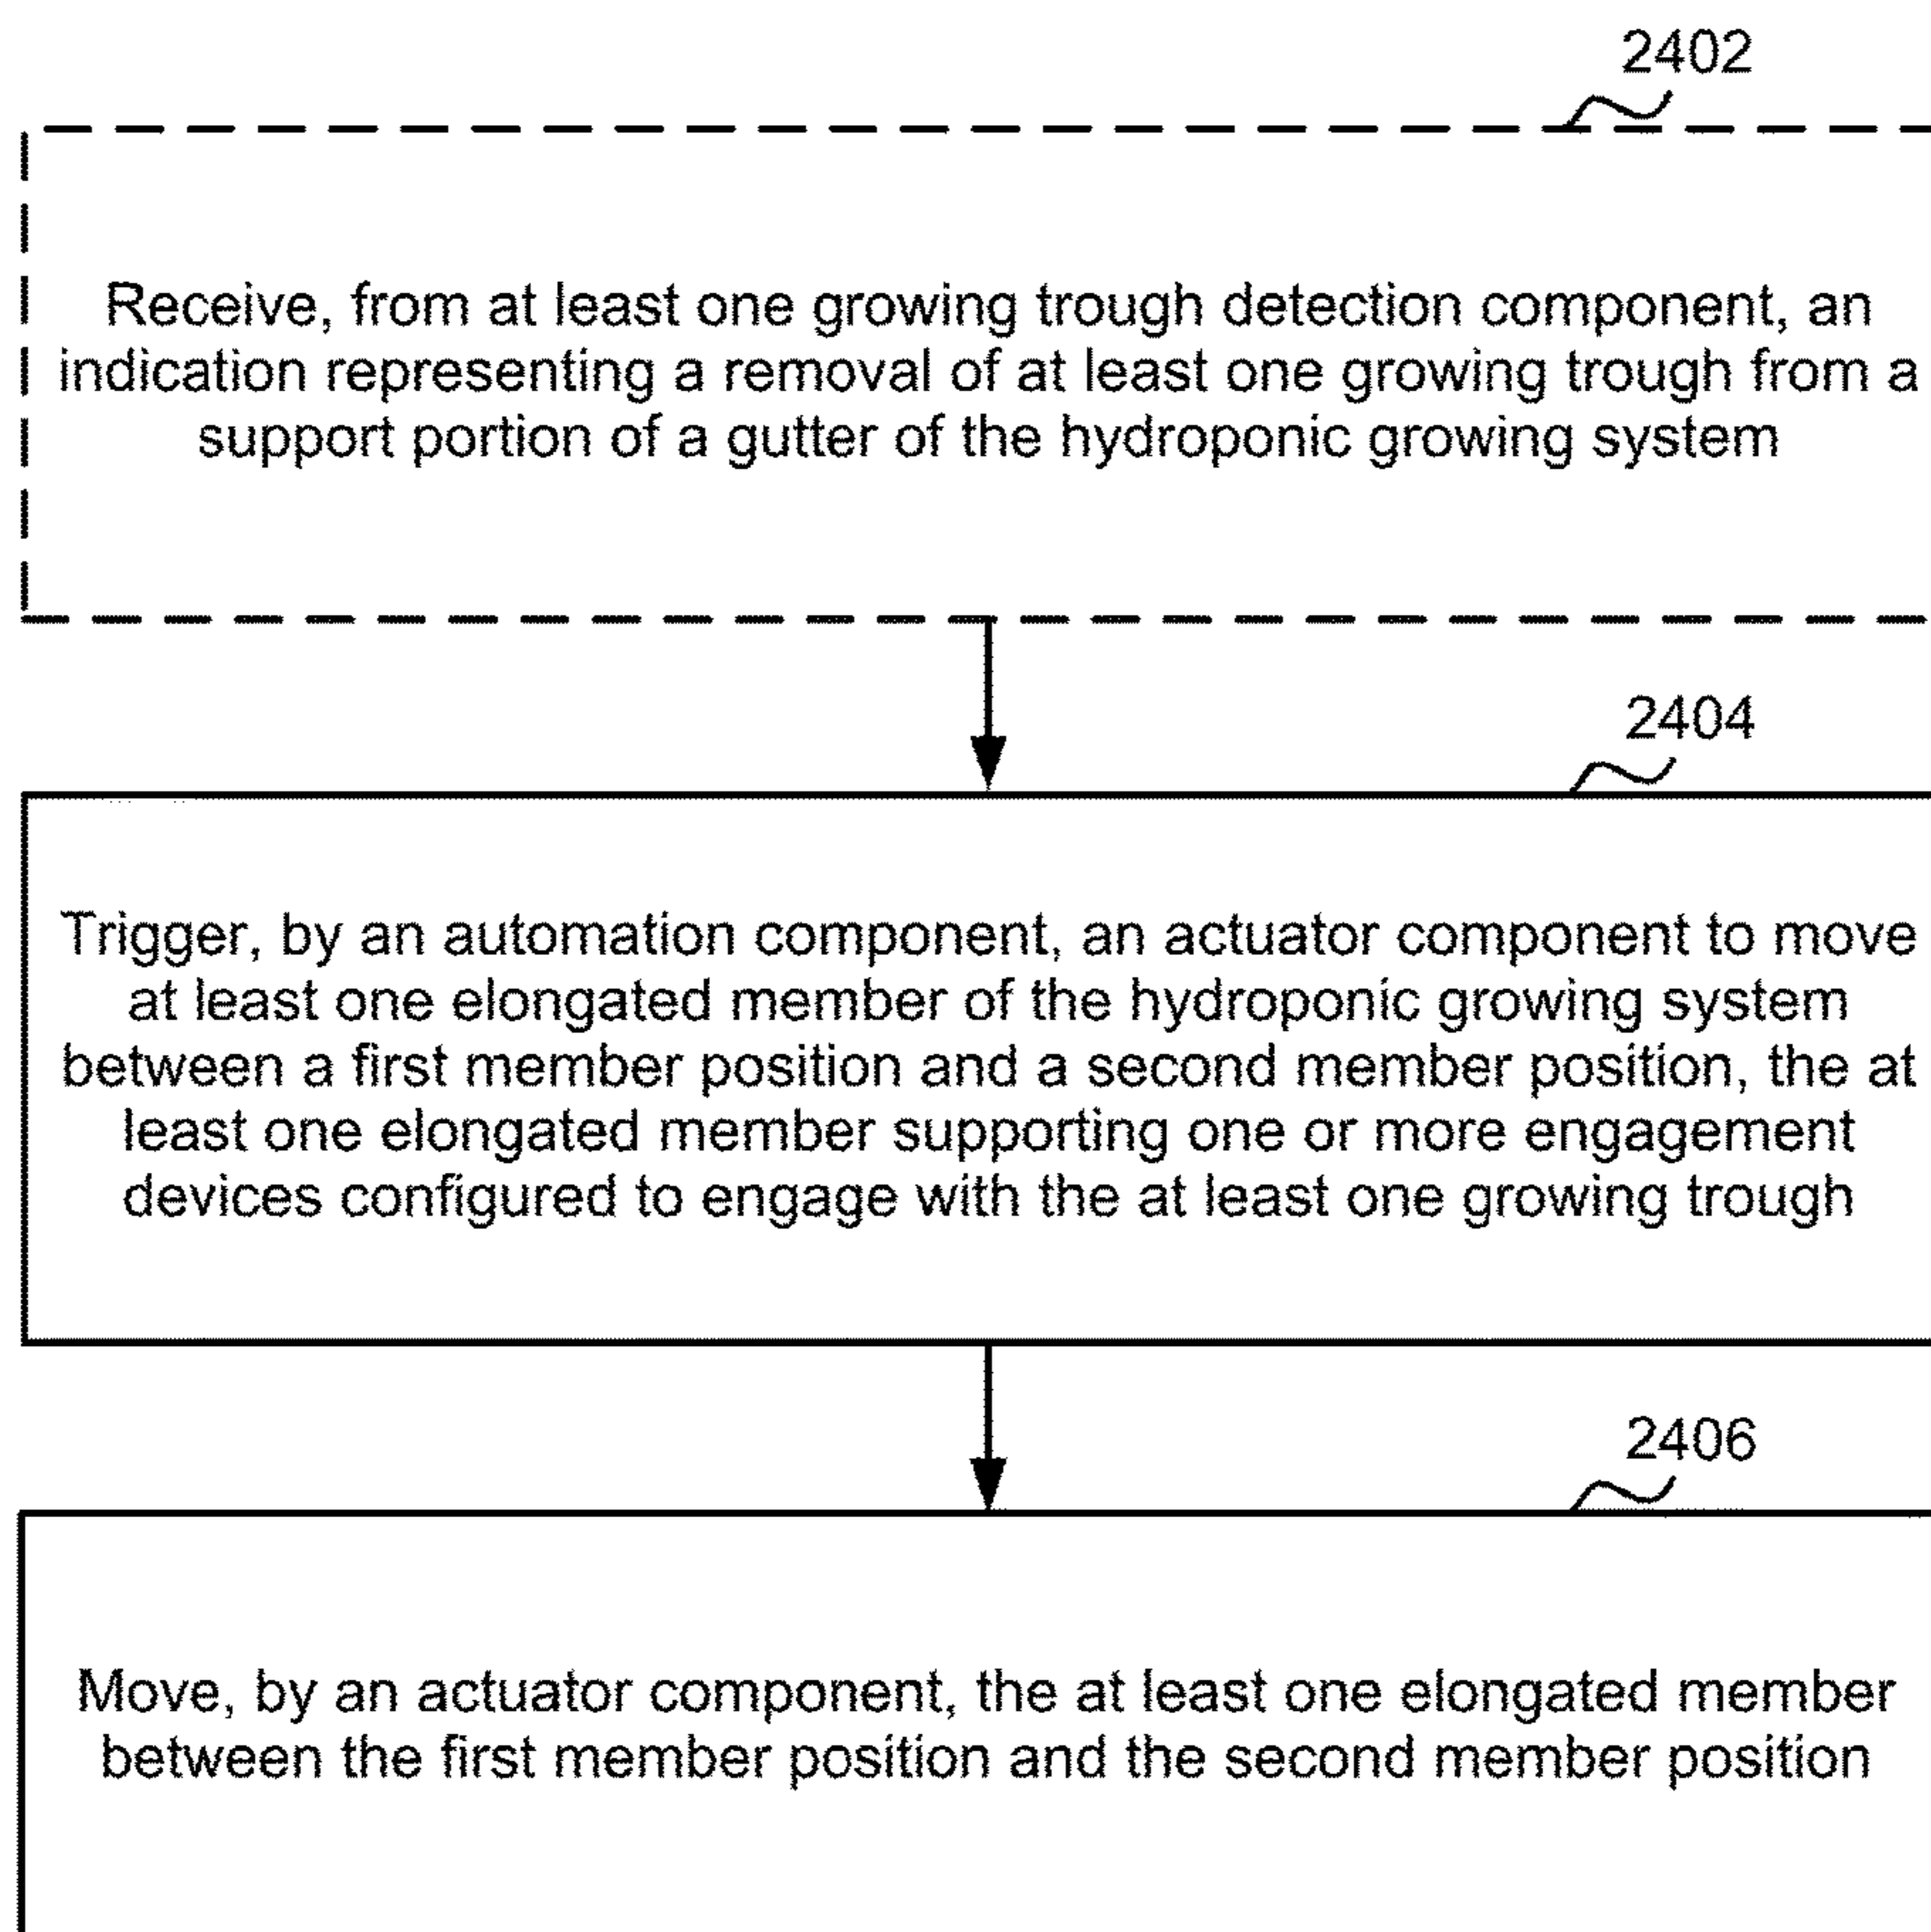 2402
Receive, from at least one growing trough detection component, an
indication representing a removal of at least one growing trough from a
support portion of a gutter of the hydroponic growing system
2404
Trigger, by an automation component, an actuator component to move
at least one elongated member of the hydroponic growing system
between a first member position and a second member position, the at
least one elongated member supporting one or more engagement
devices configured to engage with the at least one growing trough
2406
Move, by an actuator component, the at least one elongated member
between the first member position and the second member position